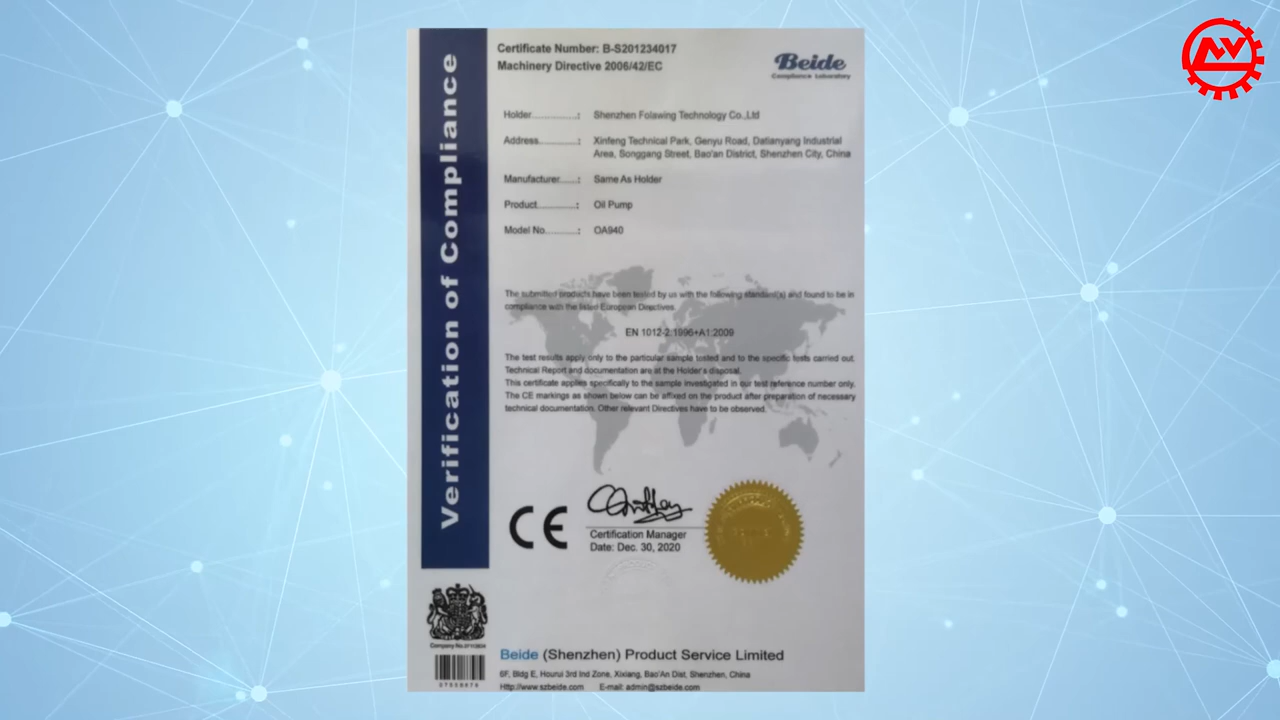 Verification of Compliance
Certificate Number: B-S201234017
Machinery Directive 2006/42/EC
Beide
Compliance Laboratory
Holder................: Shenzhen Folawing Technology Co.,Ltd
Address..............: Xinfeng Technical Park, Genyu Road, Datianyang Industrial
Area, Songgang Street, Bao'an District, Shenzhen City, China
Manufacturer......: Same As Holder
Product..............: Oil Pump
Model No............: OA940
The submitted products have been tested by us with the following standard(s) and found to be in
compliance with the listed European Directives.
EN 1012-2:1996+A1:2009
The test results apply only to the particular sample tested and to the specific tests carried out.
Technical Report and documentation are at the Holder's disposal.
This certificate applies specifically to the sample investigated in our test reference number only.
The CE markings as shown below can be affixed on the product after preparation of necessary
technical documentation. Other relevant Directives have to be observed.
CE
Certification Manager
Date: Dec. 30, 2020
Company No.
Beide (Shenzhen) Product Service Limited
6F, Bldg E, Hourui 3rd Ind Zone, Xixiang, Bao'An Dist, Shenzhen, China
Http://www.szbeide.com E-mail: admin@szbeide.com